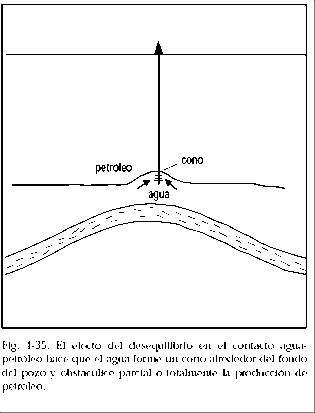 petróleo
cono
agua
Fig. 4-35. El efecto del desequilibrio en el contacto agua-
petróleo hace que el agua forme un cono alrededor del fondo
del pozo y obstaculice parcial o totalmente la producción de
petróleo.